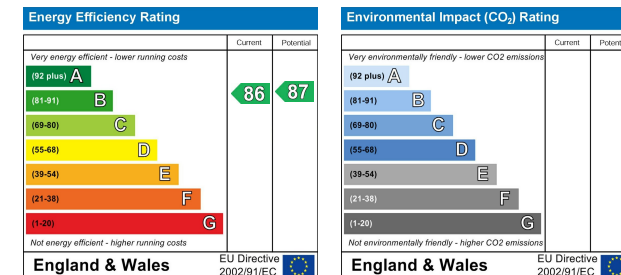 Energy Efficiency Rating
Current Potential
Very energy efficient - lower running costs
(92 plus) A
(81-91) B
86 87
(69-80) C
(55-68) D
(39-54) E
(21-38) F
(1-20) G
Not energy efficient - higher running costs
England & Wales
EU Directive
2002/91/EC
Environmental Impact (CO₂) Rating
Current Potent
Very environmentally friendly - lower CO2 emissions
(92 plus) A
(81-91) B
(69-80) C
(55-68) D
(39-54) E
(21-38) F
(1-20) G
Not environmentally friendly - higher CO2 emissions
England & Wales
EU Directive
2002/91/EC